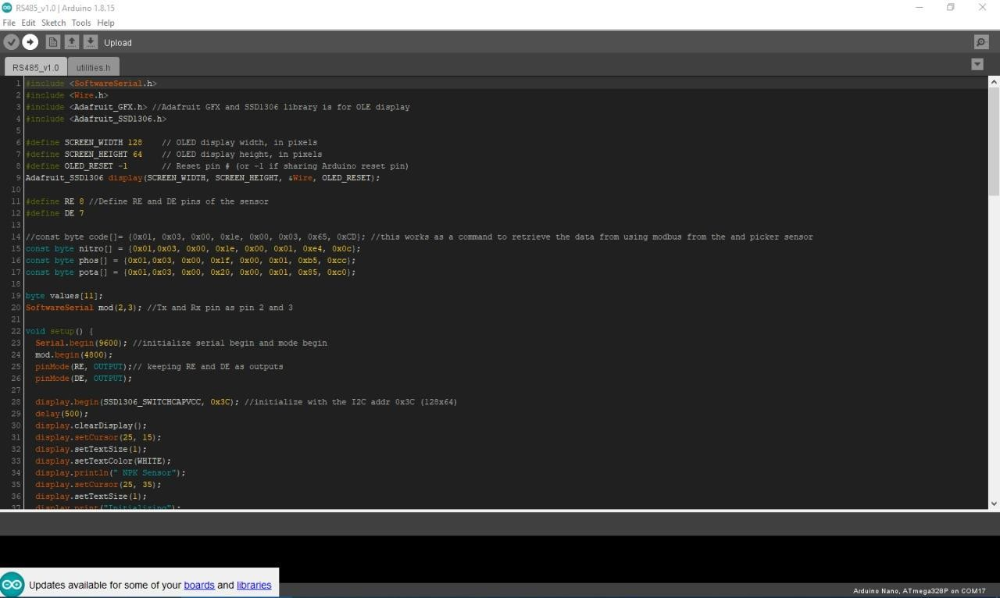 RS485_v1.0 | Arduino 1.8.15
File Edit Sketch Tools Help
Upload
RS485_v1.0 utilities.h
1 #include <SoftwareSerial.h>
2 #include <Wire.h>
3 #include <Adafruit_GFX.h> //Adafruit GFX and SSD1306 library is for OLE display
4 #include <Adafruit_SSD1306.h>
5
6 #define SCREEN_WIDTH 128 // OLED display width, in pixels
7 #define SCREEN_HEIGHT 64 // OLED display height, in pixels
8 #define OLED_RESET -1 // Reset pin # (or -1 if sharing Arduino reset pin)
9 Adafruit_SSD1306 display(SCREEN_WIDTH, SCREEN_HEIGHT, &Wire, OLED_RESET);
10
11 #define RE 8 //Define RE and DE pins of the sensor
12 #define DE 7
13
14 //const byte code[]= {0x01, 0x03, 0x00, 0x1e, 0x00, 0x03, 0x65, 0xCD}; //this works as a command to retrieve the data from using modbus from the and picker sensor
15 const byte nitro[] = {0x01,0x03, 0x00, 0x1e, 0x00, 0x01, 0xe4, 0x0c};
16 const byte phos[] = {0x01,0x03, 0x00, 0x1f, 0x00, 0x01, 0xb5, 0xcc};
17 const byte pota[] = {0x01,0x03, 0x00, 0x20, 0x00, 0x01, 0x85, 0xc0};
18
19 byte values[11];
20 SoftwareSerial mod(2,3); //Tx and Rx pin as pin 2 and 3
21
22 void setup() {
23 Serial.begin(9600); //initialize serial begin and mode begin
24 mod.begin(4800);
25 pinMode(RE, OUTPUT);// keeping RE and DE as outputs
26 pinMode(DE, OUTPUT);
27
28 display.begin(SSD1306_SWITCHCAPVCC, 0x3C); //initialize with the I2C addr 0x3C (128x64)
29 delay(500);
30 display.clearDisplay();
31 display.setCursor(25, 15);
32 display.setTextSize(1);
33 display.setTextColor(WHITE);
34 display.println(" NPK Sensor");
35 display.setCursor(25, 35);
36 display.setTextSize(1);
37 display.print("Initializing");
Updates available for some of your boards and libraries
Arduino Nano, ATmega328P on COM17